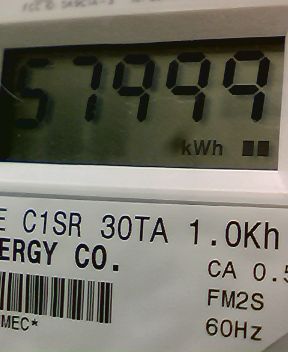 57999
kWh
E C1SR 30TA 1.0Kh
ERGY CO.
CA 0.5
FM2S
60Hz
MEC*